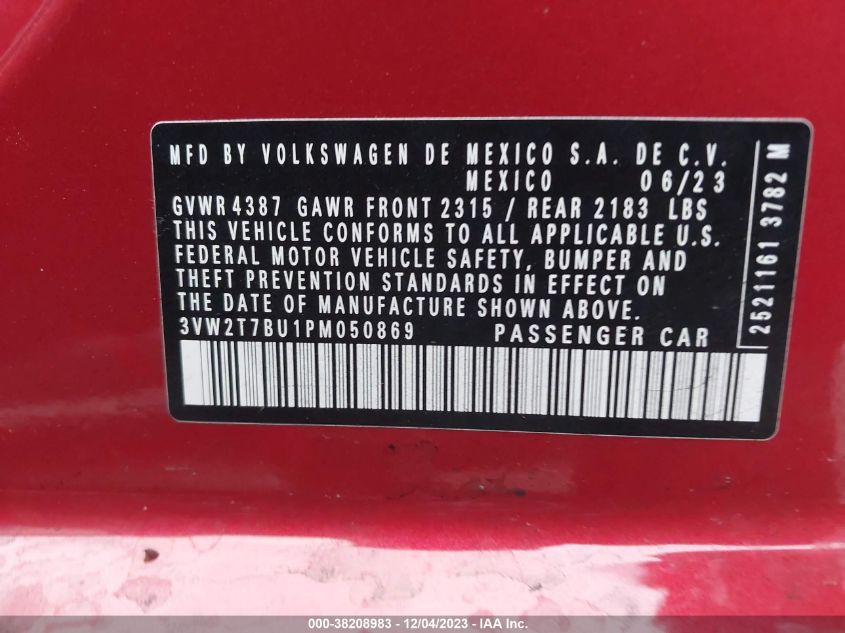 MFD BY VOLKSWAGEN DE MEXICO S.A. DE C.V.
MEXICO 06/23
GVWR 4387 GAWR FRONT 2315 / REAR 2183 LBS
THIS VEHICLE CONFORMS TO ALL APPLICABLE U.S.
FEDERAL MOTOR VEHICLE SAFETY, BUMPER AND
THEFT PREVENTION STANDARDS IN EFFECT ON
THE DATE OF MANUFACTURE SHOWN ABOVE.
3VW2T7BU1PM050869 PASSENGER CAR
2521161 3782 M
000-38208983 - 12/04/2023 - IAA Inc.